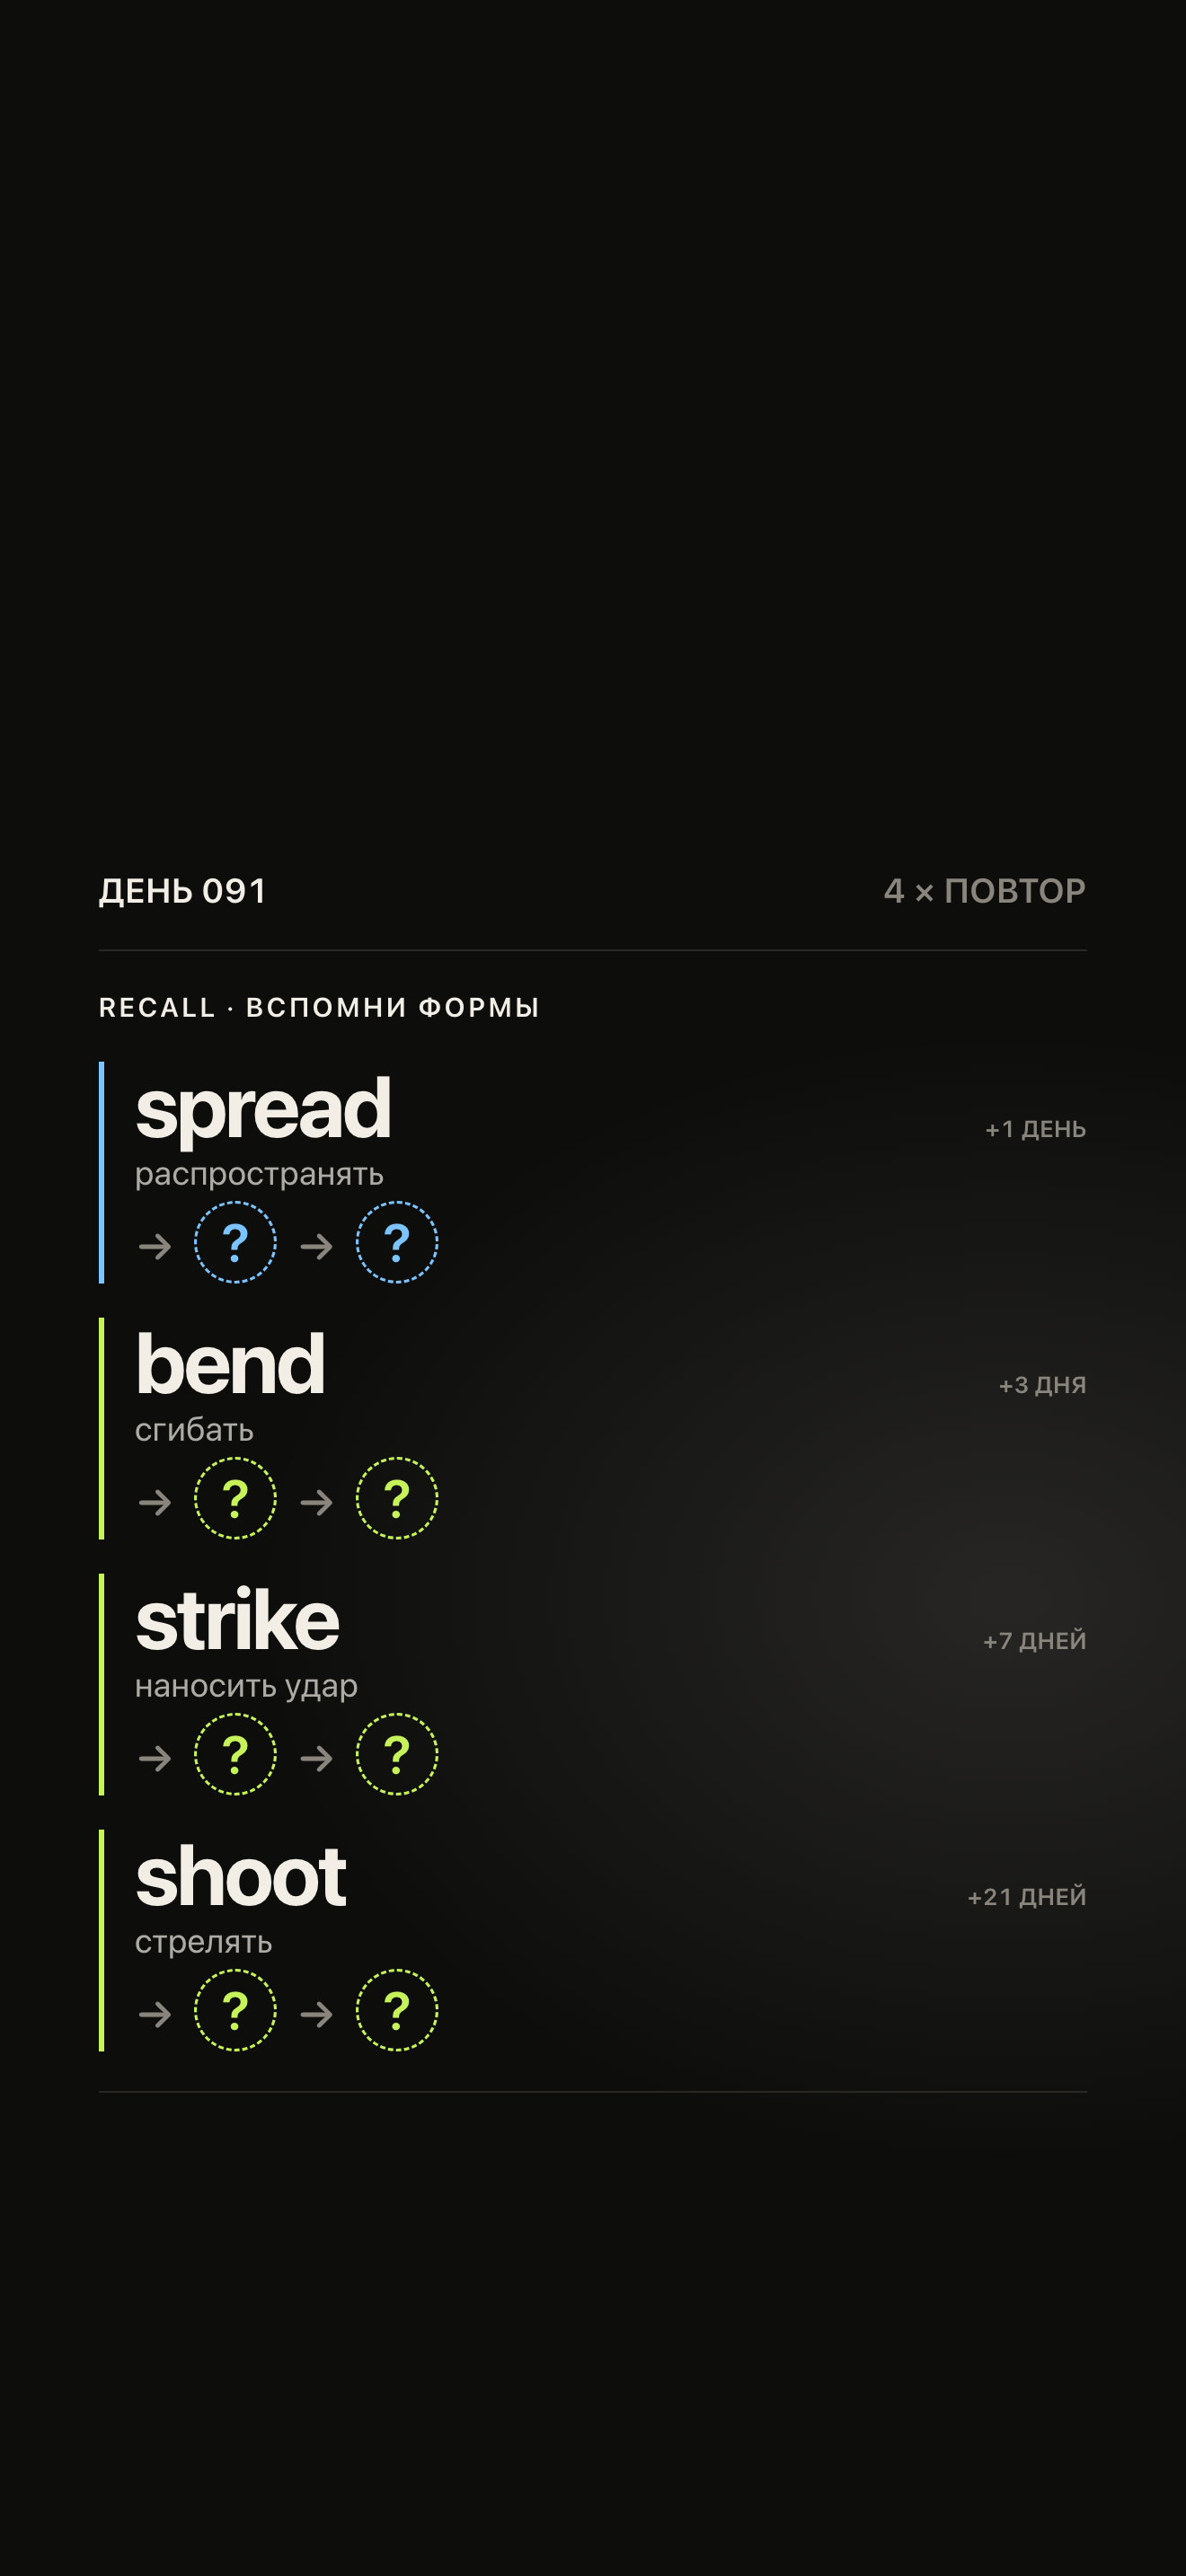 ДЕНЬ 091
4 × ПОВТОР
RECALL · ВСПОМНИ ФОРМЫ
spread
+1 ДЕНЬ
распространять
→ ? → ?
bend
+3 ДНЯ
сгибать
→ ? → ?
strike
+7 ДНЕЙ
наносить удар
→ ? → ?
shoot
+21 ДНЕЙ
стрелять
→ ? → ?